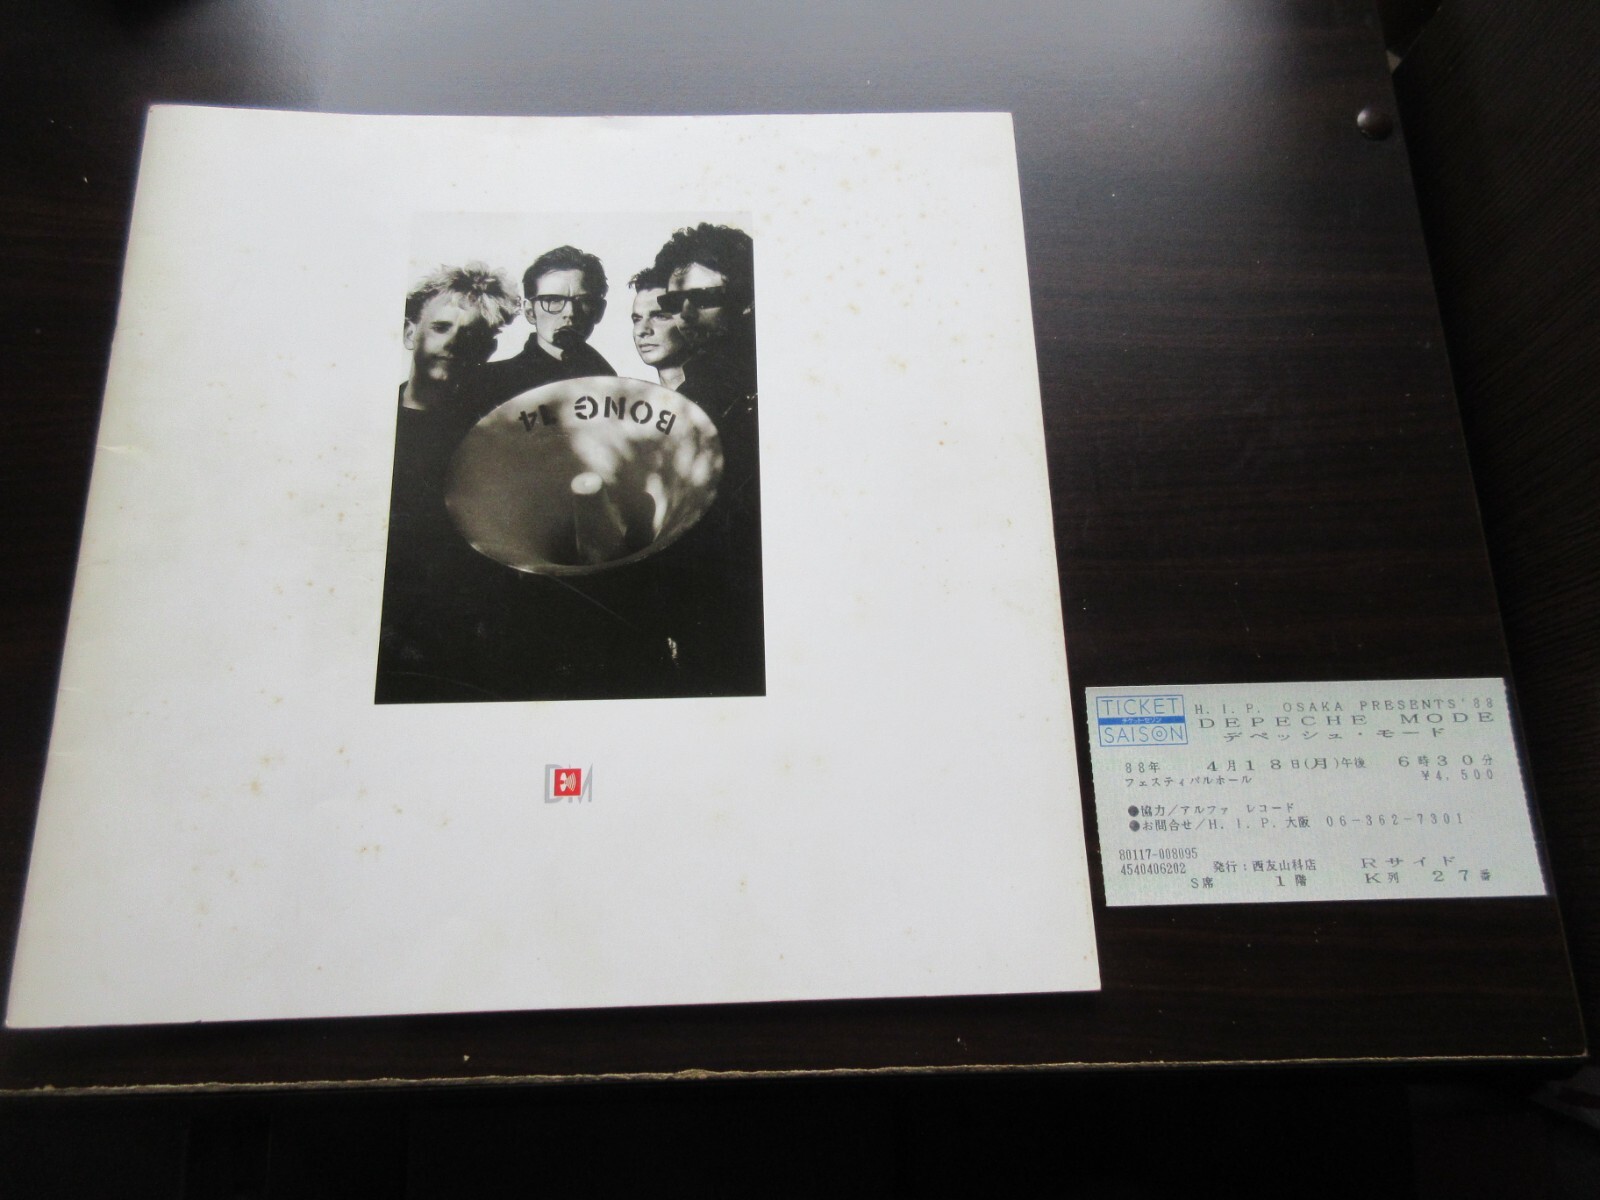 BONG 14
DM
TICKET
チケット・セゾン
SAISON
H.I.P. OSAKA PRESENTS'88
DEPECHE MODE
デペッシュ・モード
88年 4月18日(月)午後 6時30分
フェスティバルホール ¥4,500
●協力/アルファ レコード
●お問合せ/H.I.P.大阪 06-362-7301
80117-008095
4540406202 発行:西友山科店 Rサイド
S席 1階 K列 27番